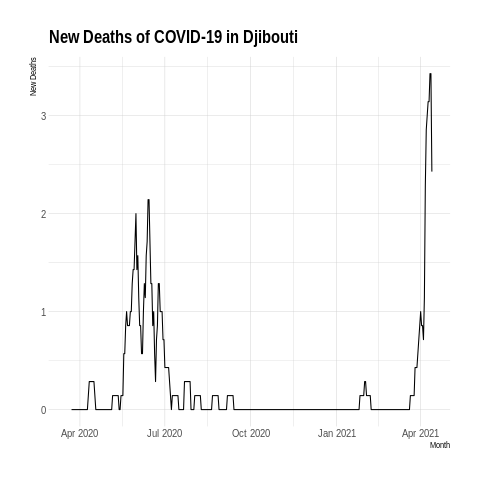 New Deaths of COVID-19 in Djibouti
New Deaths
3
2
1
0
Apr 2020 Jul 2020 Oct 2020 Jan 2021 Apr 2021
Month